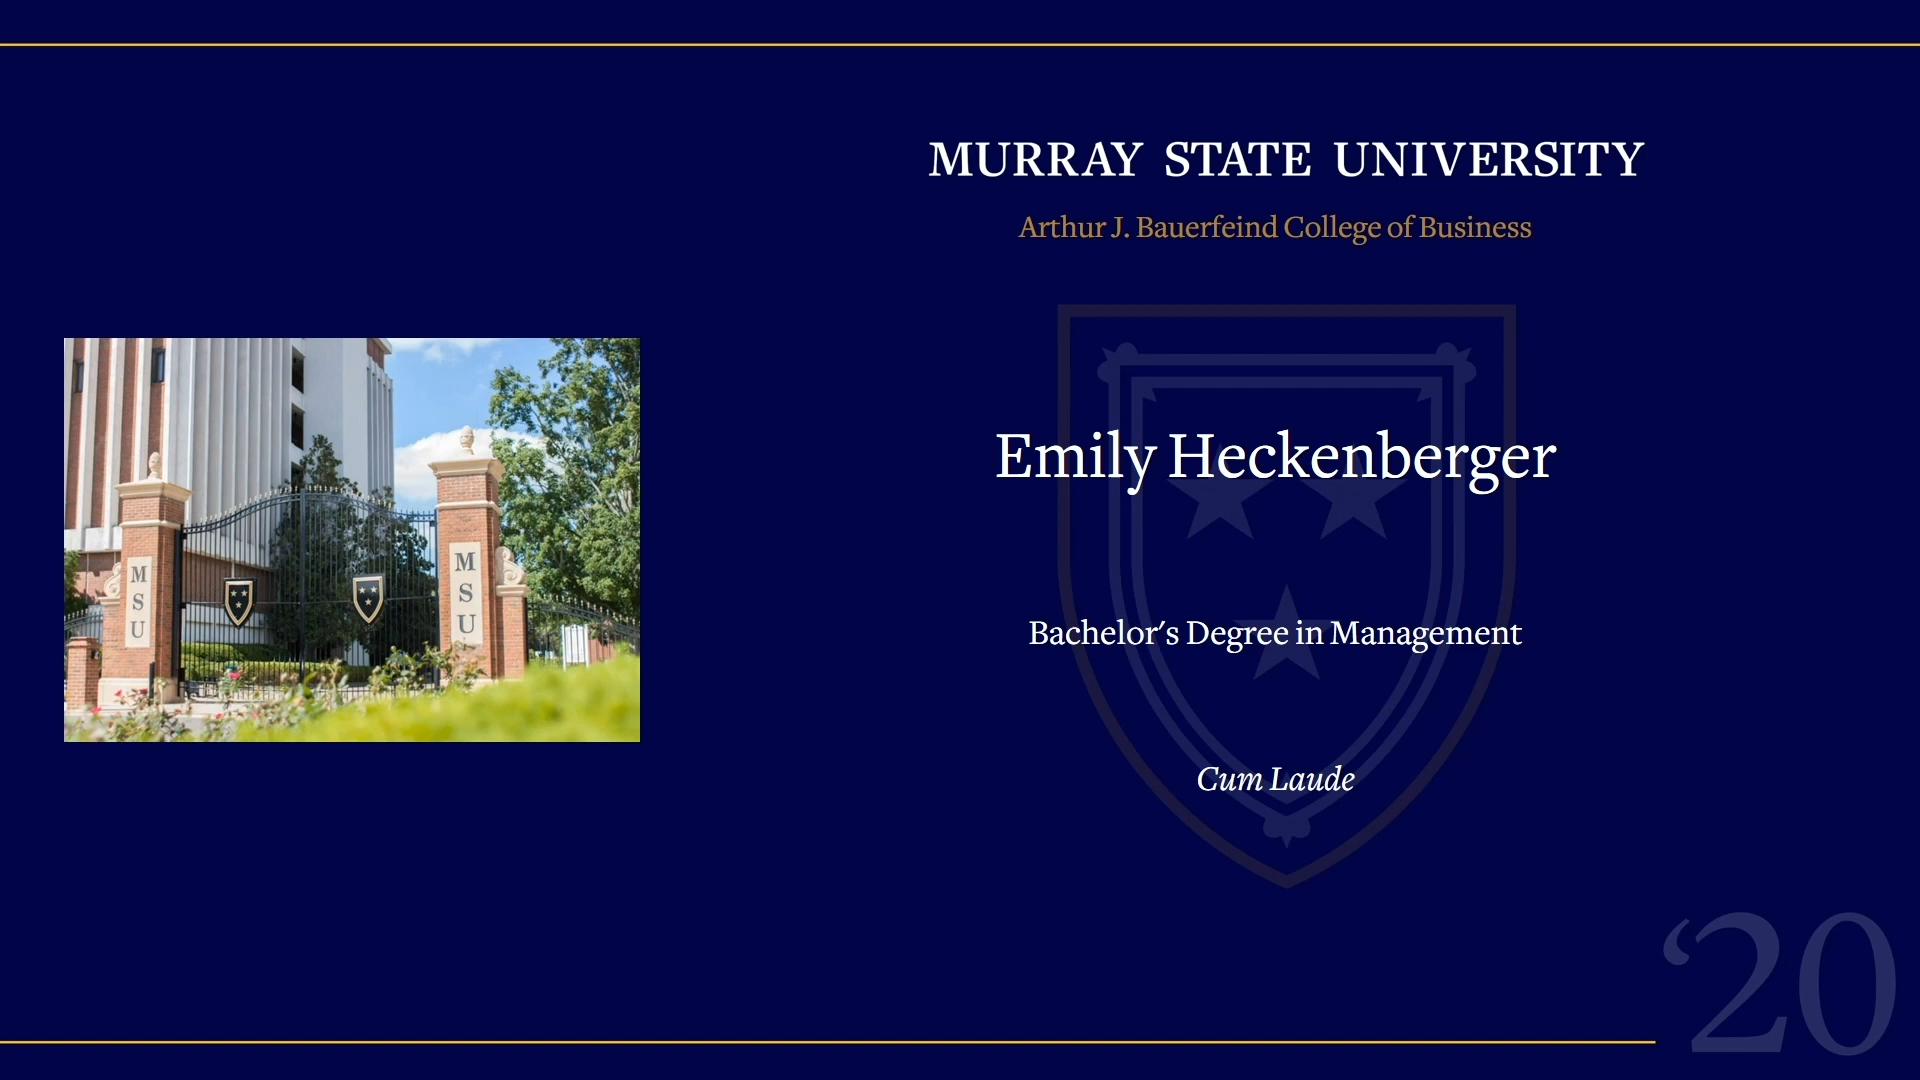 MURRAY STATE UNIVERSITY
Arthur J. Bauerfeind College of Business
Emily Heckenberger
Bachelor's Degree in Management
Cum Laude
‘20
M
S
U
M
S
U